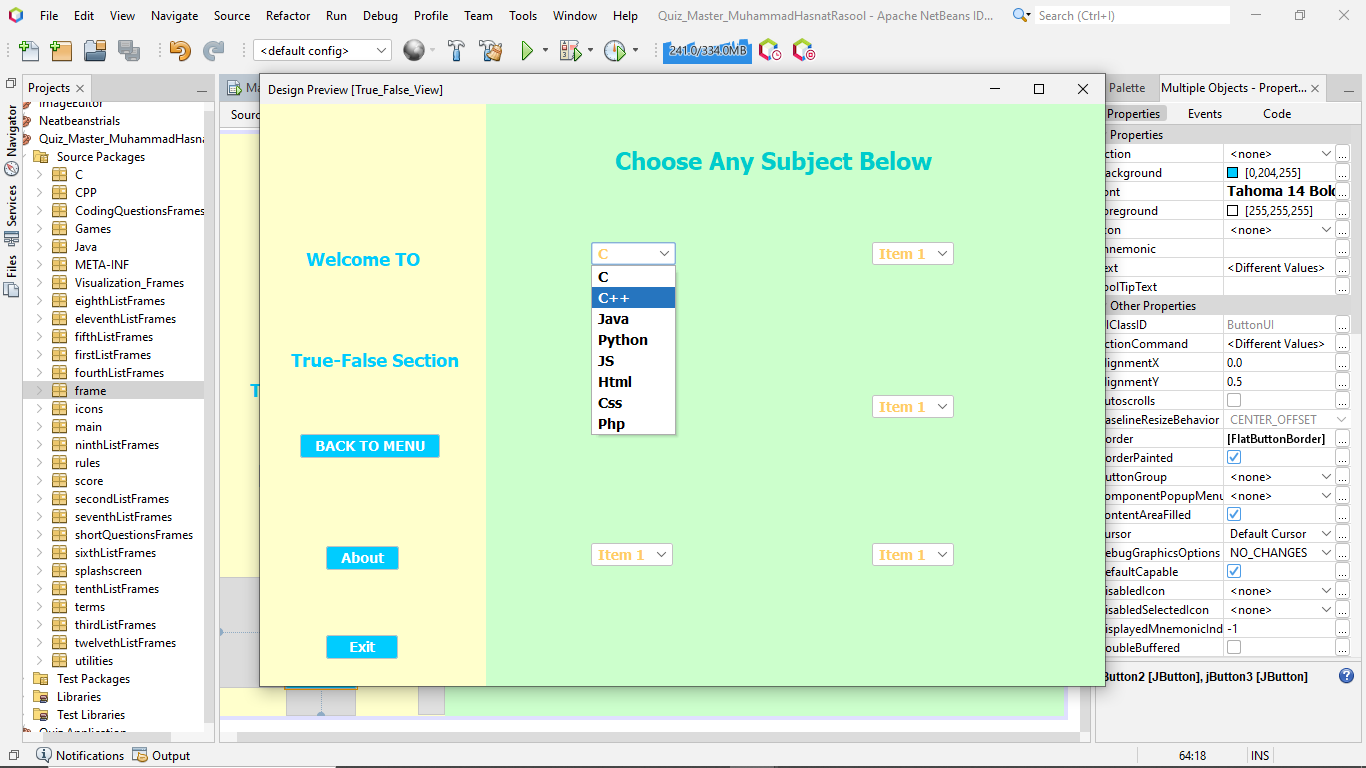 File Edit View Navigate Source Refactor Run Debug Profile Team Tools Window Help Quiz_Master_MuhammadHasnatRasool - Apache NetBeans ID... Search (Ctrl+I)
<default config> 241.0/334.0MB
Projects
Navigator
Services
Files
ImageEditor
Neatbeanstrials
Quiz_Master_MuhammadHasna
Source Packages
C
CPP
CodingQuestionsFrames
Games
Java
META-INF
Visualization_Frames
eighthListFrames
eleventhListFrames
fifthListFrames
firstListFrames
fourthListFrames
frame
icons
main
ninthListFrames
rules
score
secondListFrames
seventhListFrames
shortQuestionsFrames
sixthListFrames
splashscreen
tenthListFrames
terms
thirdListFrames
twelvethListFrames
utilities
Test Packages
Libraries
Test Libraries
Quiz Application
Ma
Sourc
T
Design Preview [True_False_View]
Welcome TO
True-False Section
BACK TO MENU
About
Exit
Choose Any Subject Below
C
C
C++
Java
Python
JS
Html
Css
Php
Item 1
Item 1
Item 1
Item 1
Palette Multiple Objects - Propert...
Properties Events Code
Properties
ction <none> ...
ackground [0,204,255] ...
ont Tahoma 14 Bold ...
oreground [255,255,255] ...
con <none> ...
nemonic ...
ext <Different Values> ...
oolTipText ...
Other Properties
IClassID ButtonUI ...
ctionCommand <Different Values> ...
lignmentX 0.0 ...
lignmentY 0.5 ...
utoscrolls ...
aselineResizeBehavior CENTER_OFFSET
order [FlatButtonBorder] ...
orderPainted ...
uttonGroup <none> ...
omponentPopupMenu <none> ...
ontentAreaFilled ...
ursor Default Cursor ...
ebugGraphicsOptions NO_CHANGES ...
efaultCapable ...
isabledIcon <none> ...
isabledSelectedIcon <none> ...
isplayedMnemonicInd -1 ...
oubleBuffered ...
Button2 [JButton], jButton3 [JButton]
Notifications Output 64:18 INS